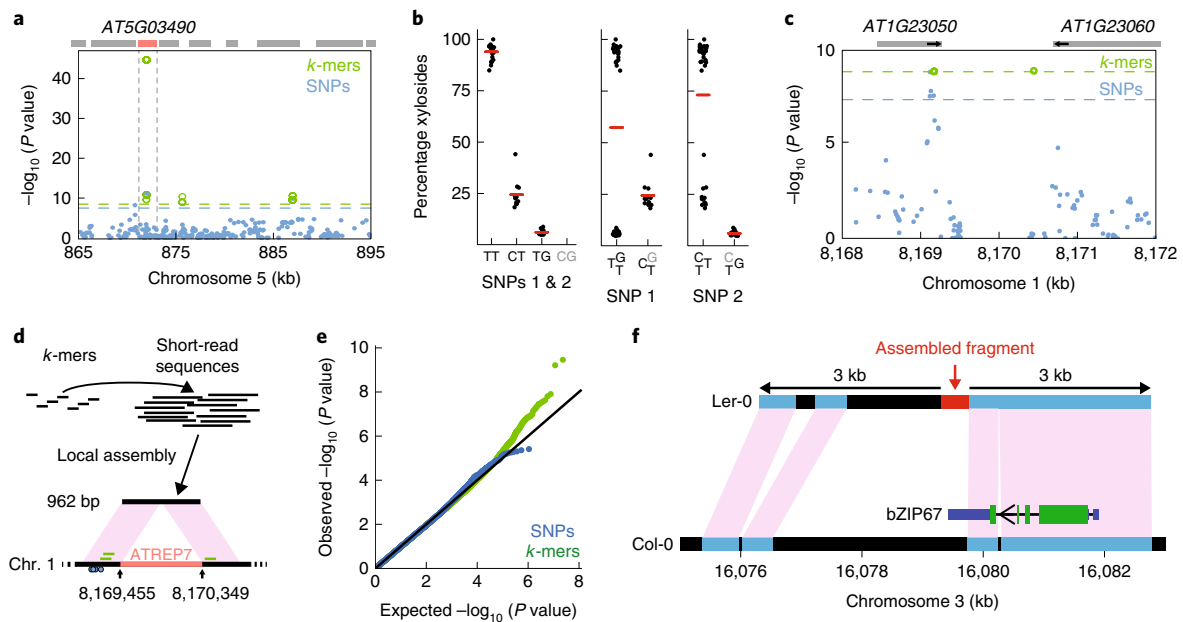 a
AT5G03490
k-mers
SNPs
40
30
20
10
0
–log10 (P value)
865
875
885
895
Chromosome 5 (kb)
b
100
75
50
25
Percentage xylosides
TT CT TG CG
SNPs 1 & 2
T G
T
C G
T
SNP 1
C T
T
C G
T
SNP 2
c
AT1G23050
AT1G23060
k-mers
SNPs
10
5
0
–log10 (P value)
8,168
8,169
8,170
8,171
8,172
Chromosome 1 (kb)
d
k-mers
Short-read
sequences
Local assembly
962 bp
ATREP7
Chr. 1
8,169,455
8,170,349
e
10
8
6
4
2
0
Observed –log10 (P value)
SNPs
k-mers
0 2 4 6 8
Expected –log10 (P value)
f
Assembled fragment
3 kb
3 kb
Ler-0
bZIP67
Col-0
16,076
16,078
16,080
16,082
Chromosome 3 (kb)